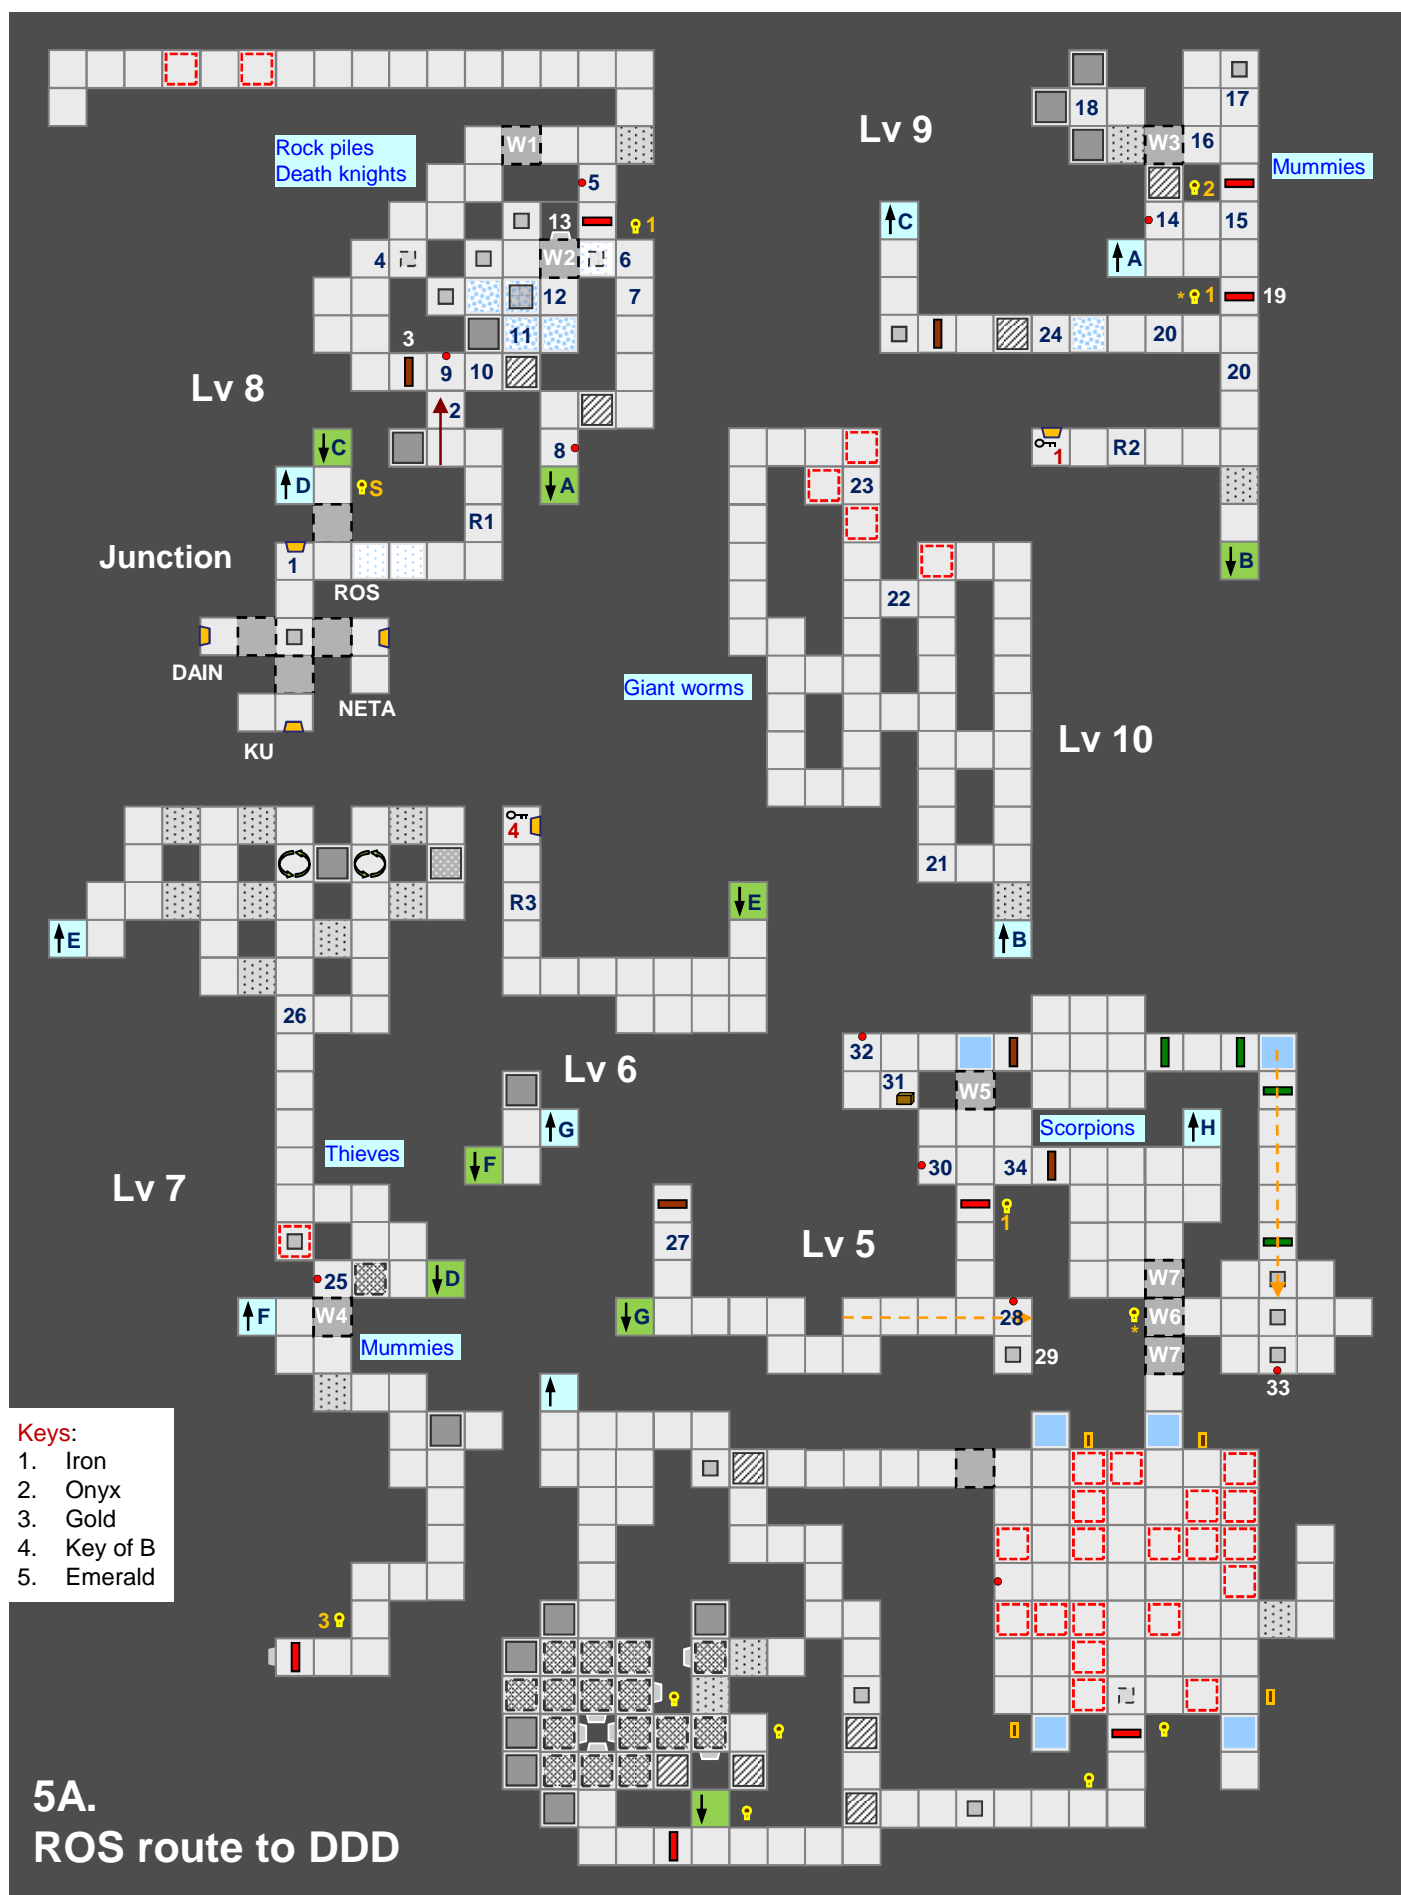 W1
Lv 9
18
17
W3
16
Rock piles
Death knights
Mummies
5
2
13
1
C
14
15
4
W2
6
A
12
7
1
19
3
11
24
20
9
10
20
Lv 8
2
C
8
1
R2
D
S
A
23
R1
Junction
1
B
ROS
22
DAIN
Giant worms
NETA
KU
Lv 10
4
21
R3
E
E
B
26
32
Lv 6
31
W5
G
Scorpions
H
Thieves
F
30
34
Lv 7
1
27
Lv 5
25
D
W7
F
W4
G
28
W6
*
Mummies
29
W7
33
Keys:
1. Iron
2. Onyx
3. Gold
4. Key of B
5. Emerald
3
5A.
ROS route to DDD